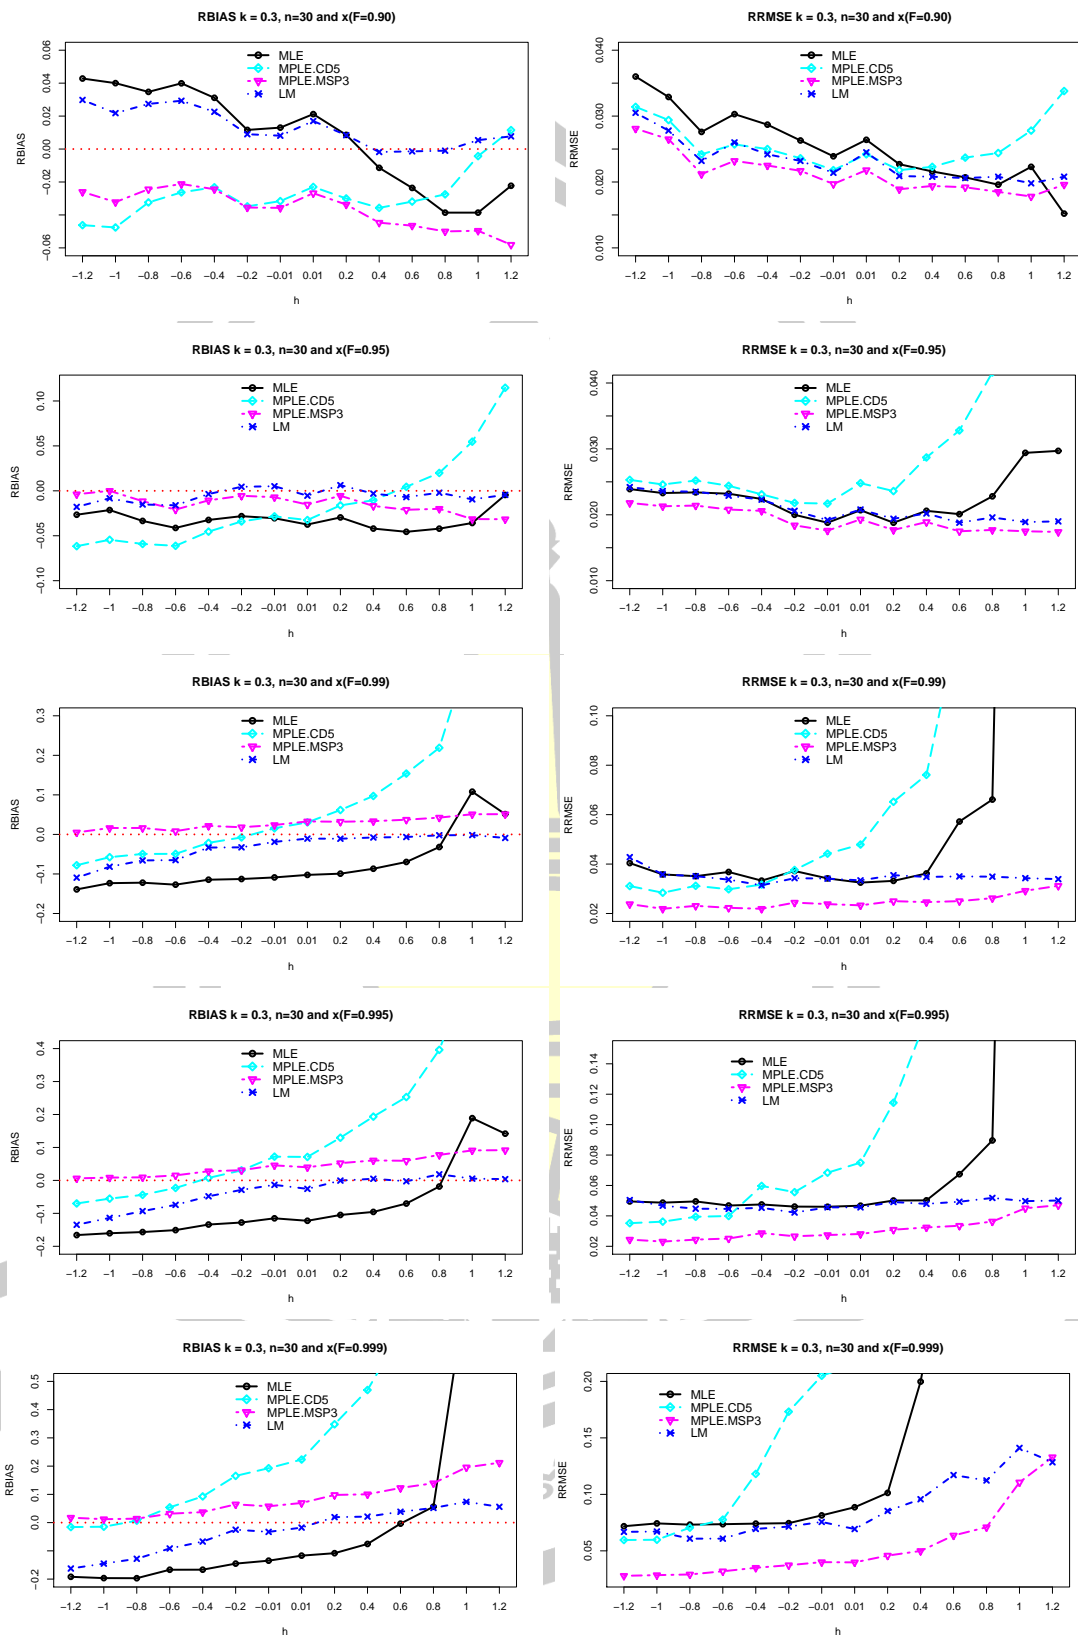 RBIAS k = 0.3, n=30 and x(F=0.90)
RBIAS
0.06
0.04
0.02
0.00
−0.02
−0.06
MLE
MPLE.CD5
MPLE.MSP3
LM
−1.2 −1 −0.8 −0.6 −0.4 −0.2 −0.01 0.01 0.2 0.4 0.6 0.8 1 1.2
h
RRMSE k = 0.3, n=30 and x(F=0.90)
RRMSE
0.040
0.030
0.020
0.010
MLE
MPLE.CD5
MPLE.MSP3
LM
−1.2 −1 −0.8 −0.6 −0.4 −0.2 −0.01 0.01 0.2 0.4 0.6 0.8 1 1.2
h
RBIAS k = 0.3, n=30 and x(F=0.95)
RBIAS
0.10
0.05
0.00
−0.05
−0.10
MLE
MPLE.CD5
MPLE.MSP3
LM
−1.2 −1 −0.8 −0.6 −0.4 −0.2 −0.01 0.01 0.2 0.4 0.6 0.8 1 1.2
h
RRMSE k = 0.3, n=30 and x(F=0.95)
RRMSE
0.040
0.030
0.020
0.010
MLE
MPLE.CD5
MPLE.MSP3
LM
−1.2 −1 −0.8 −0.6 −0.4 −0.2 −0.01 0.01 0.2 0.4 0.6 0.8 1 1.2
h
RBIAS k = 0.3, n=30 and x(F=0.99)
RBIAS
0.3
0.2
0.1
0.0
−0.1
−0.2
MLE
MPLE.CD5
MPLE.MSP3
LM
−1.2 −1 −0.8 −0.6 −0.4 −0.2 −0.01 0.01 0.2 0.4 0.6 0.8 1 1.2
h
RRMSE k = 0.3, n=30 and x(F=0.99)
RRMSE
0.10
0.08
0.06
0.04
0.02
MLE
MPLE.CD5
MPLE.MSP3
LM
−1.2 −1 −0.8 −0.6 −0.4 −0.2 −0.01 0.01 0.2 0.4 0.6 0.8 1 1.2
h
RBIAS k = 0.3, n=30 and x(F=0.995)
RBIAS
0.4
0.3
0.2
0.1
0.0
−0.1
−0.2
MLE
MPLE.CD5
MPLE.MSP3
LM
−1.2 −1 −0.8 −0.6 −0.4 −0.2 −0.01 0.01 0.2 0.4 0.6 0.8 1 1.2
h
RRMSE k = 0.3, n=30 and x(F=0.995)
RRMSE
0.14
0.12
0.10
0.08
0.06
0.04
0.02
MLE
MPLE.CD5
MPLE.MSP3
LM
−1.2 −1 −0.8 −0.6 −0.4 −0.2 −0.01 0.01 0.2 0.4 0.6 0.8 1 1.2
h
RBIAS k = 0.3, n=30 and x(F=0.999)
RBIAS
0.5
0.4
0.3
0.2
0.1
0.0
−0.2
MLE
MPLE.CD5
MPLE.MSP3
LM
−1.2 −1 −0.8 −0.6 −0.4 −0.2 −0.01 0.01 0.2 0.4 0.6 0.8 1 1.2
h
RRMSE k = 0.3, n=30 and x(F=0.999)
RRMSE
0.20
0.15
0.10
0.05
MLE
MPLE.CD5
MPLE.MSP3
LM
−1.2 −1 −0.8 −0.6 −0.4 −0.2 −0.01 0.01 0.2 0.4 0.6 0.8 1 1.2
h